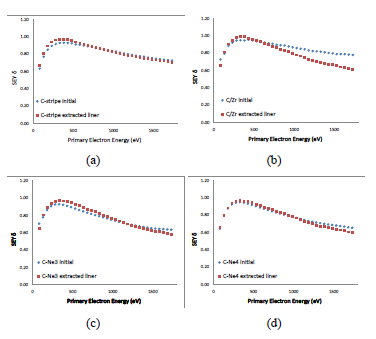 1.20
1.00
0.80
0.60
0.40
0.20
0.00
SEY δ
C-stripe initial
C-stripe extracted liner
0 500 1000 1500
Primary Electron Energy (eV)
(a)
1.20
1.00
0.80
0.60
0.40
0.20
0.00
SEY δ
C/Zr initial
C/Zr extracted liner
0 500 1000 1500
Primary Electron Energy (eV)
(b)
1.20
1.00
0.80
0.60
0.40
0.20
0.00
SEY δ
C-Ne3 initial
C-Ne3 extracted liner
0 500 1000 1500
Primary Electron Energy (eV)
(c)
1.20
1.00
0.80
0.60
0.40
0.20
0.00
SEY δ
C-Ne4 initial
C-Ne4 extracted liner
0 500 1000 1500
Primary Electron Energy (eV)
(d)